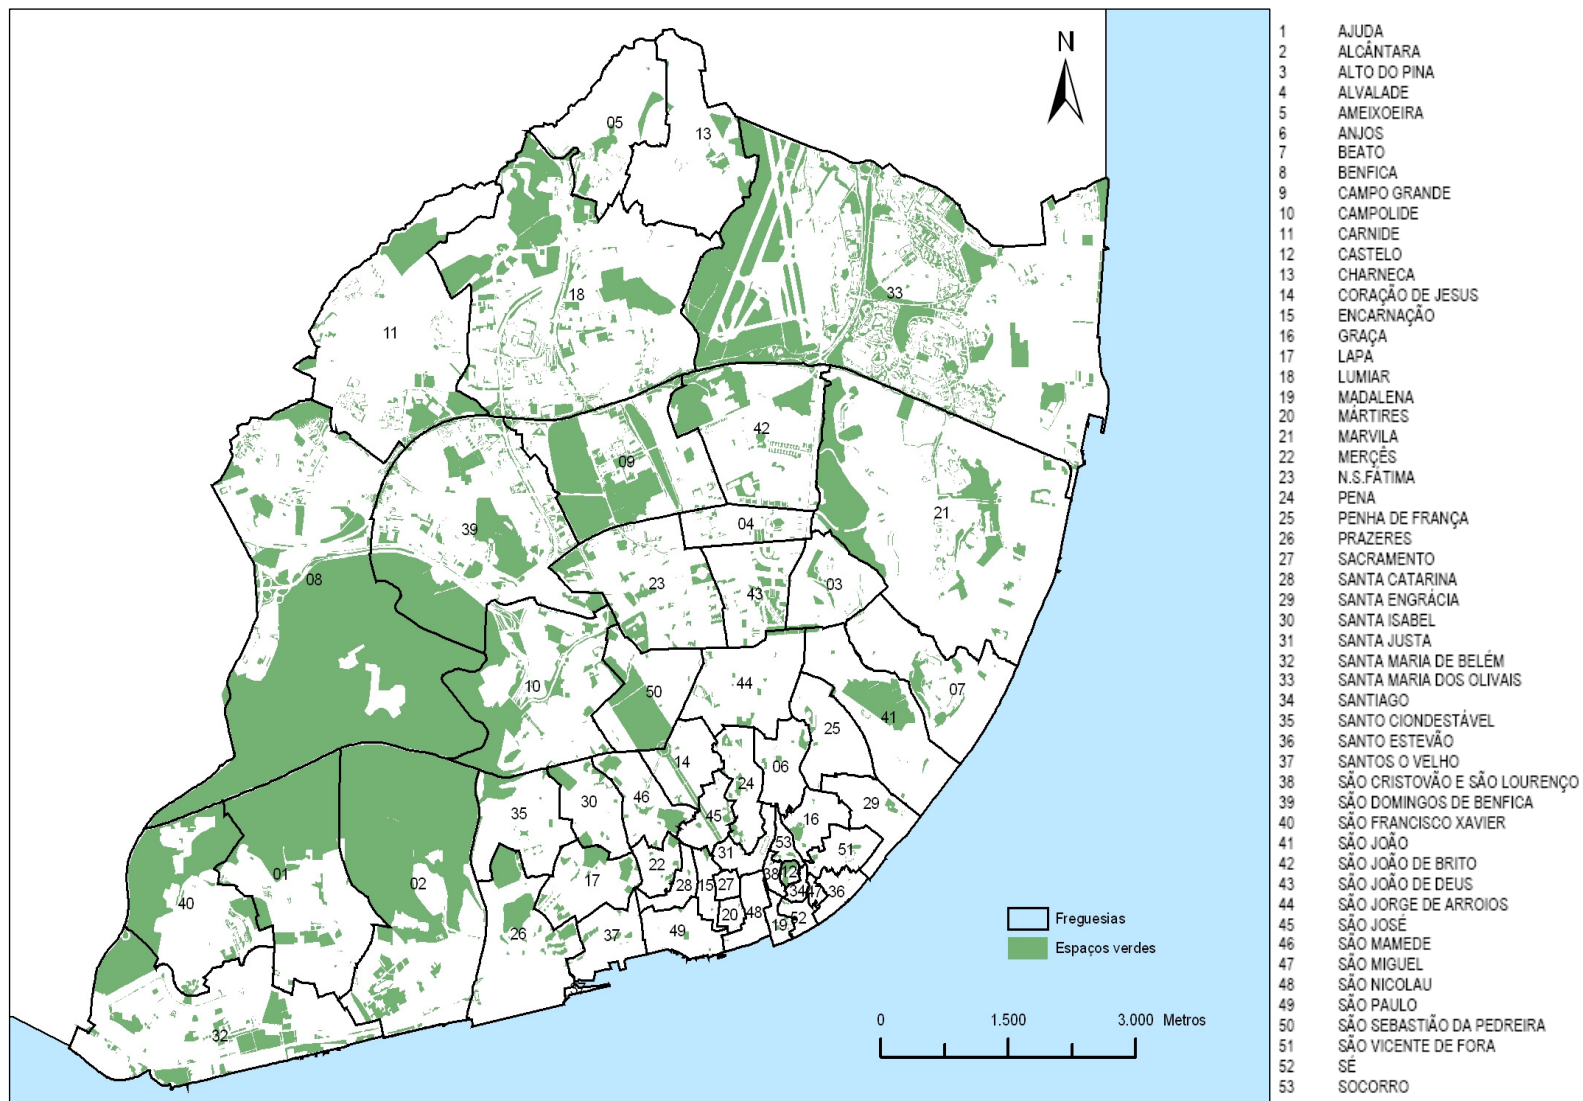 N
05
13
18
33
11
42
09
39
21
04
08
23
43
03
10
50
44
07
41
25
14
06
24
46
30
35
45
29
16
53
51
31
22
12
17
28
15
27
38
34
47
36
01
02
40
20
48
19
52
26
37
49
32
Freguesias
Espaços verdes
0 1.500 3.000 Metros
1 AJUDA
2 ALCÂNTARA
3 ALTO DO PINA
4 ALVALADE
5 AMEIXOEIRA
6 ANJOS
7 BEATO
8 BENFICA
9 CAMPO GRANDE
10 CAMPOLIDE
11 CARNIDE
12 CASTELO
13 CHARNECA
14 CORAÇÃO DE JESUS
15 ENCARNAÇÃO
16 GRAÇA
17 LAPA
18 LUMIAR
19 MADALENA
20 MÁRTIRES
21 MARVILA
22 MERÇÊS
23 N.S.FÁTIMA
24 PENA
25 PENHA DE FRANÇA
26 PRAZERES
27 SACRAMENTO
28 SANTA CATARINA
29 SANTA ENGRÁCIA
30 SANTA ISABEL
31 SANTA JUSTA
32 SANTA MARIA DE BELÉM
33 SANTA MARIA DOS OLIVAIS
34 SANTIAGO
35 SANTO CIONDESTÁVEL
36 SANTO ESTEVÃO
37 SANTOS O VELHO
38 SÃO CRISTOVÃO E SÃO LOURENÇO
39 SÃO DOMINGOS DE BENFICA
40 SÃO FRANCISCO XAVIER
41 SÃO JOÃO
42 SÃO JOÃO DE BRITO
43 SÃO JOÃO DE DEUS
44 SÃO JORGE DE ARROIOS
45 SÃO JOSÉ
46 SÃO MAMEDE
47 SÃO MIGUEL
48 SÃO NICOLAU
49 SÃO PAULO
50 SÃO SEBASTIÃO DA PEDREIRA
51 SÃO VICENTE DE FORA
52 SÉ
53 SOCORRO